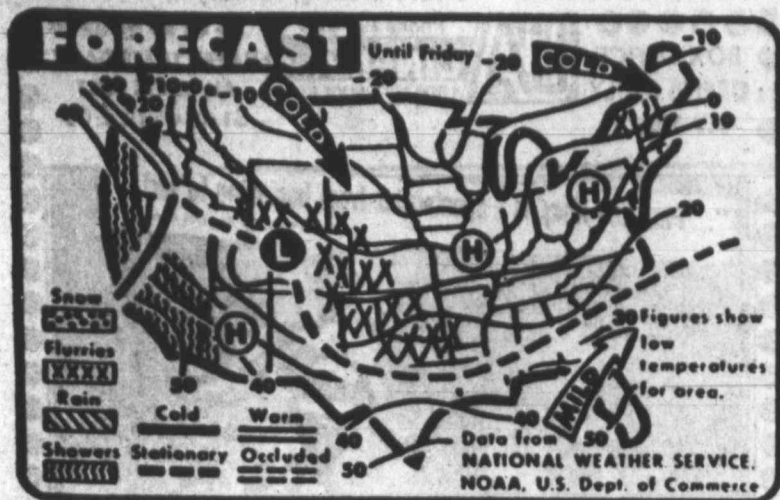 FORECAST
Until Friday
-20
-20
COLD
-10
40
30
20
10
0
-10
COLD
0
10
H
20
L
H
H
Snow
Flurries
Rain
Showers
50
40
Cold
Warm
Stationary
Occluded
30
Figures show
low
temperatures
for area.
MILD
40
40
50
50
Data from
NATIONAL WEATHER SERVICE,
NOAA, U.S. Dept. of Commerce